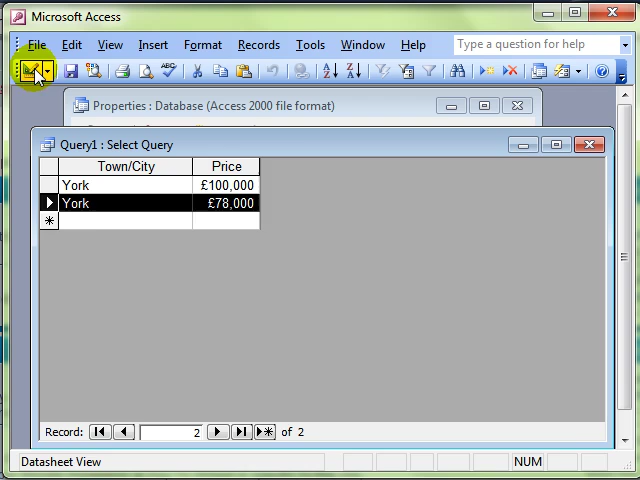 Microsoft Access
File Edit View Insert Format Records Tools Window Help Type a question for help
Properties : Database (Access 2000 file format)
Query1 : Select Query
Town/City Price
York £100,000
York £78,000
Record: 2 of 2
Datasheet View NUM